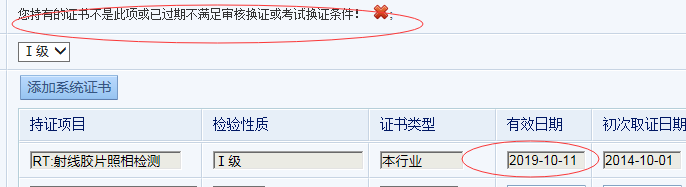 您持有的证书不是此项或已过期不满足审核换证或考试换证条件！ ;
Ⅰ级
添加系统证书
持证项目 检验性质 证书类型 有效日期 初次取证日期
RT:射线胶片照相检测 Ⅰ级 本行业 2019-10-11 2014-10-01